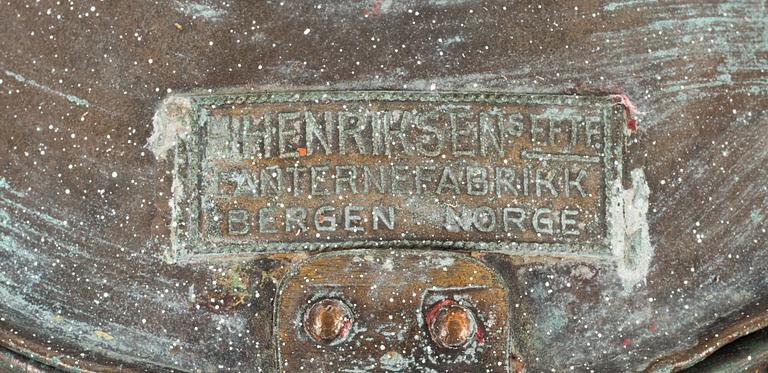 HENRIKSENS EFTF
LANTERNEFABRIKK
BERGEN NORGE